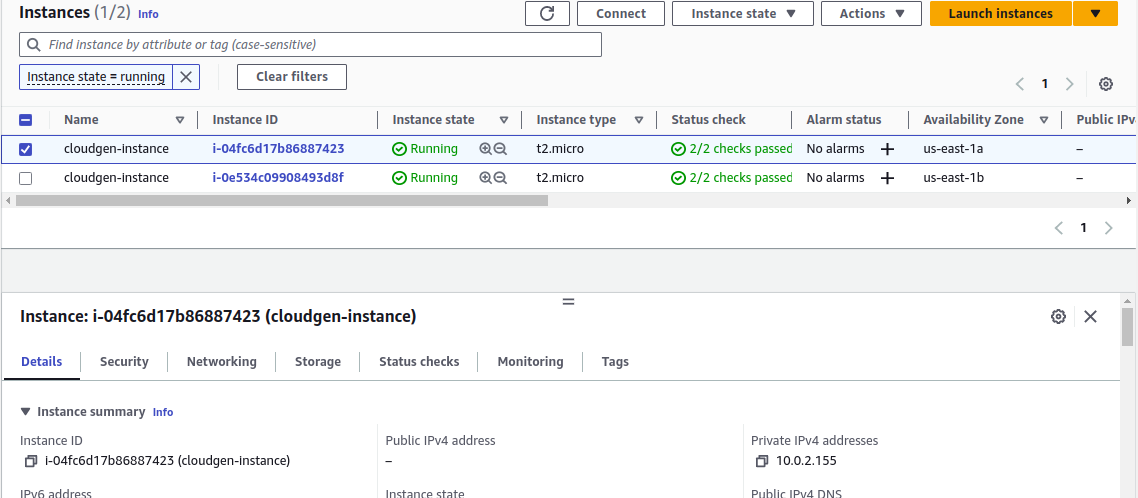 Instances (1/2) Info
Connect Instance state Actions Launch instances
Find instance by attribute or tag (case-sensitive)
Instance state = running Clear filters
1
Name Instance ID Instance state Instance type Status check Alarm status Availability Zone Public IPv
cloudgen-instance i-04fc6d17b86887423 Running t2.micro 2/2 checks passed No alarms + us-east-1a –
cloudgen-instance i-0e534c09908493d8f Running t2.micro 2/2 checks passed No alarms + us-east-1b –
1
Instance: i-04fc6d17b86887423 (cloudgen-instance)
Details Security Networking Storage Status checks Monitoring Tags
Instance summary Info
Instance ID Public IPv4 address Private IPv4 addresses
i-04fc6d17b86887423 (cloudgen-instance) – 10.0.2.155
IPv6 address Instance state Public IPv4 DNS